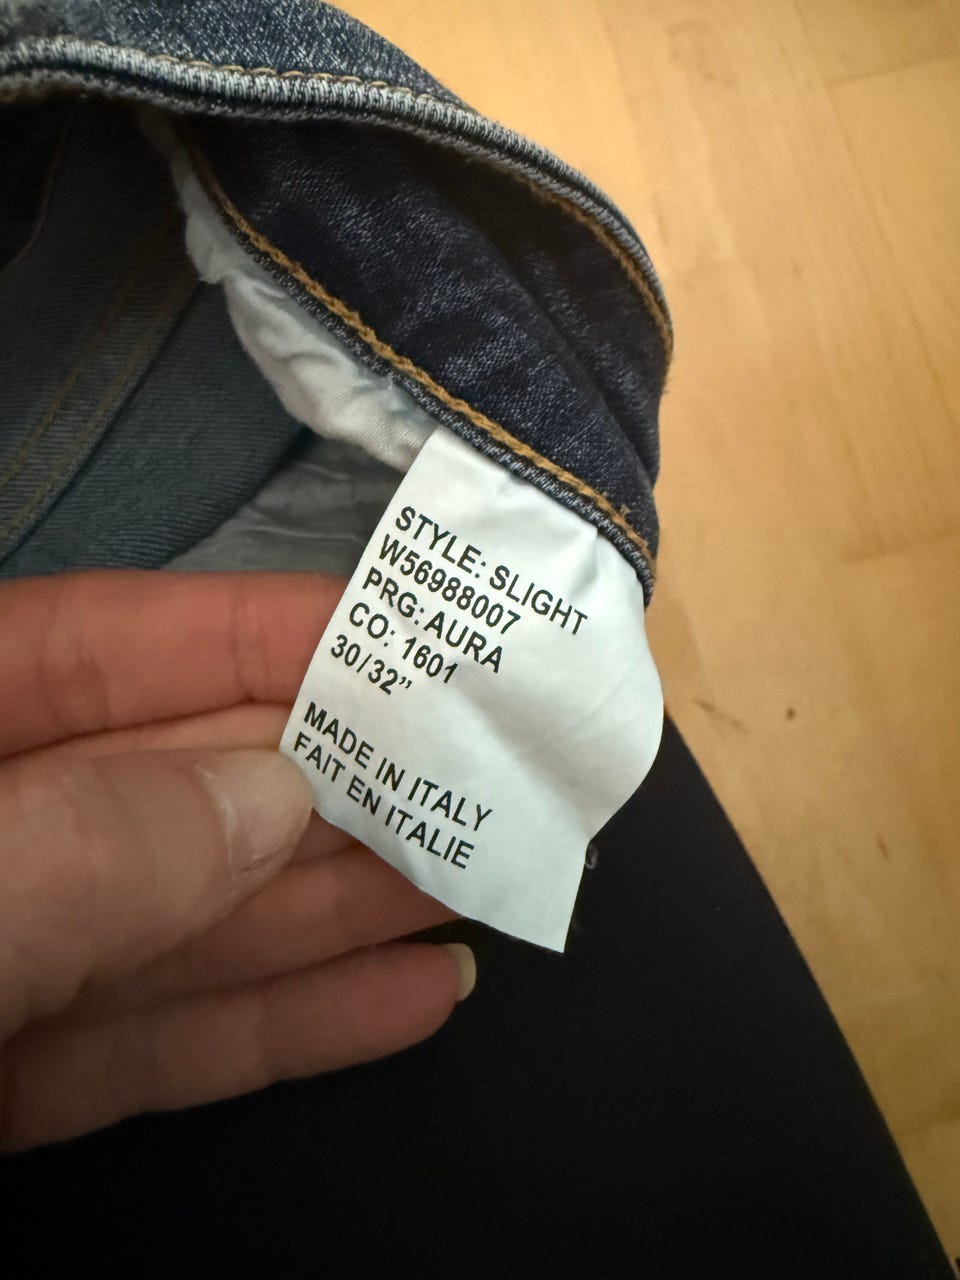 STYLE: SLIGHT
W56988007
PRG: AURA
CO: 1601
30/32”
MADE IN ITALY
FAIT EN ITALIE